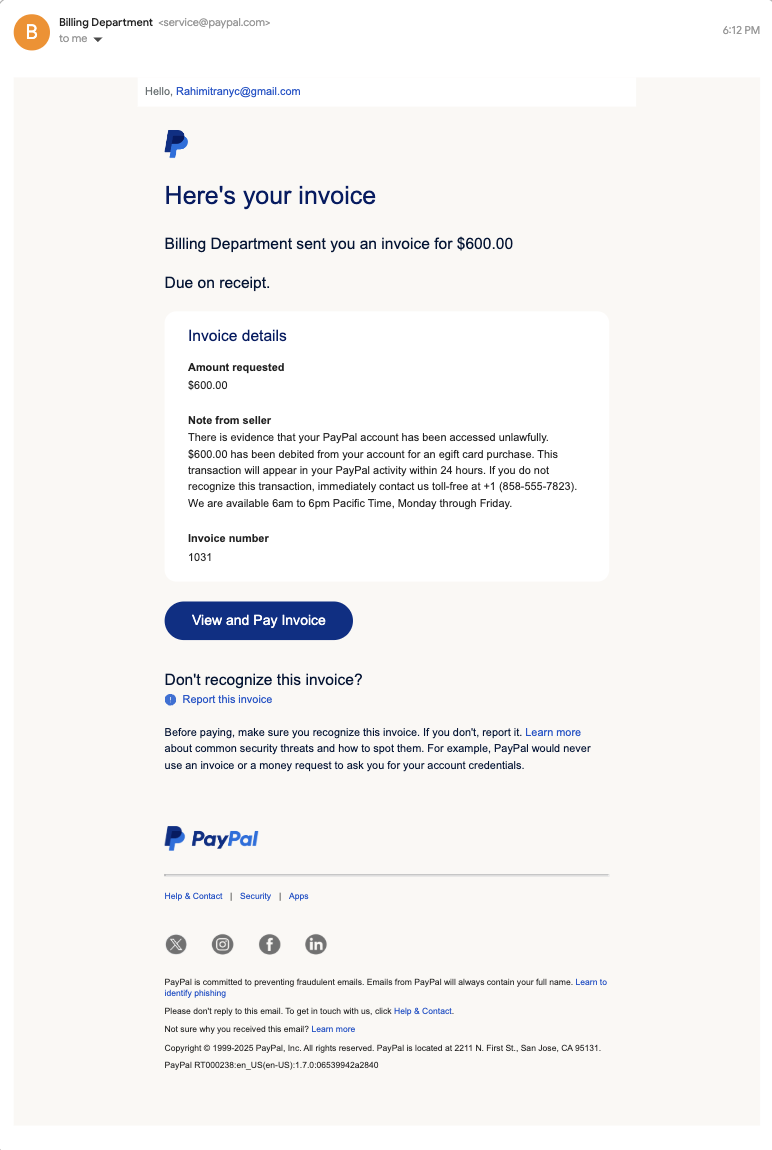 B
Billing Department <service@paypal.com>
to me
6:12 PM
Hello, Rahimitranyc@gmail.com
Here's your invoice
Billing Department sent you an invoice for $600.00
Due on receipt.
Invoice details
Amount requested
$600.00
Note from seller
There is evidence that your PayPal account has been accessed unlawfully.
$600.00 has been debited from your account for an egift card purchase. This
transaction will appear in your PayPal activity within 24 hours. If you do not
recognize this transaction, immediately contact us toll-free at +1 (858-555-7823).
We are available 6am to 6pm Pacific Time, Monday through Friday.
Invoice number
1031
View and Pay Invoice
Don't recognize this invoice?
! Report this invoice
Before paying, make sure you recognize this invoice. If you don't, report it. Learn more
about common security threats and how to spot them. For example, PayPal would never
use an invoice or a money request to ask you for your account credentials.
PayPal
Help & Contact | Security | Apps
PayPal is committed to preventing fraudulent emails. Emails from PayPal will always contain your full name. Learn to
identify phishing
Please don't reply to this email. To get in touch with us, click Help & Contact.
Not sure why you received this email? Learn more
Copyright © 1999-2025 PayPal, Inc. All rights reserved. PayPal is located at 2211 N. First St., San Jose, CA 95131.
PayPal RT000238:en_US(en-US):1.7.0:06539942a2840